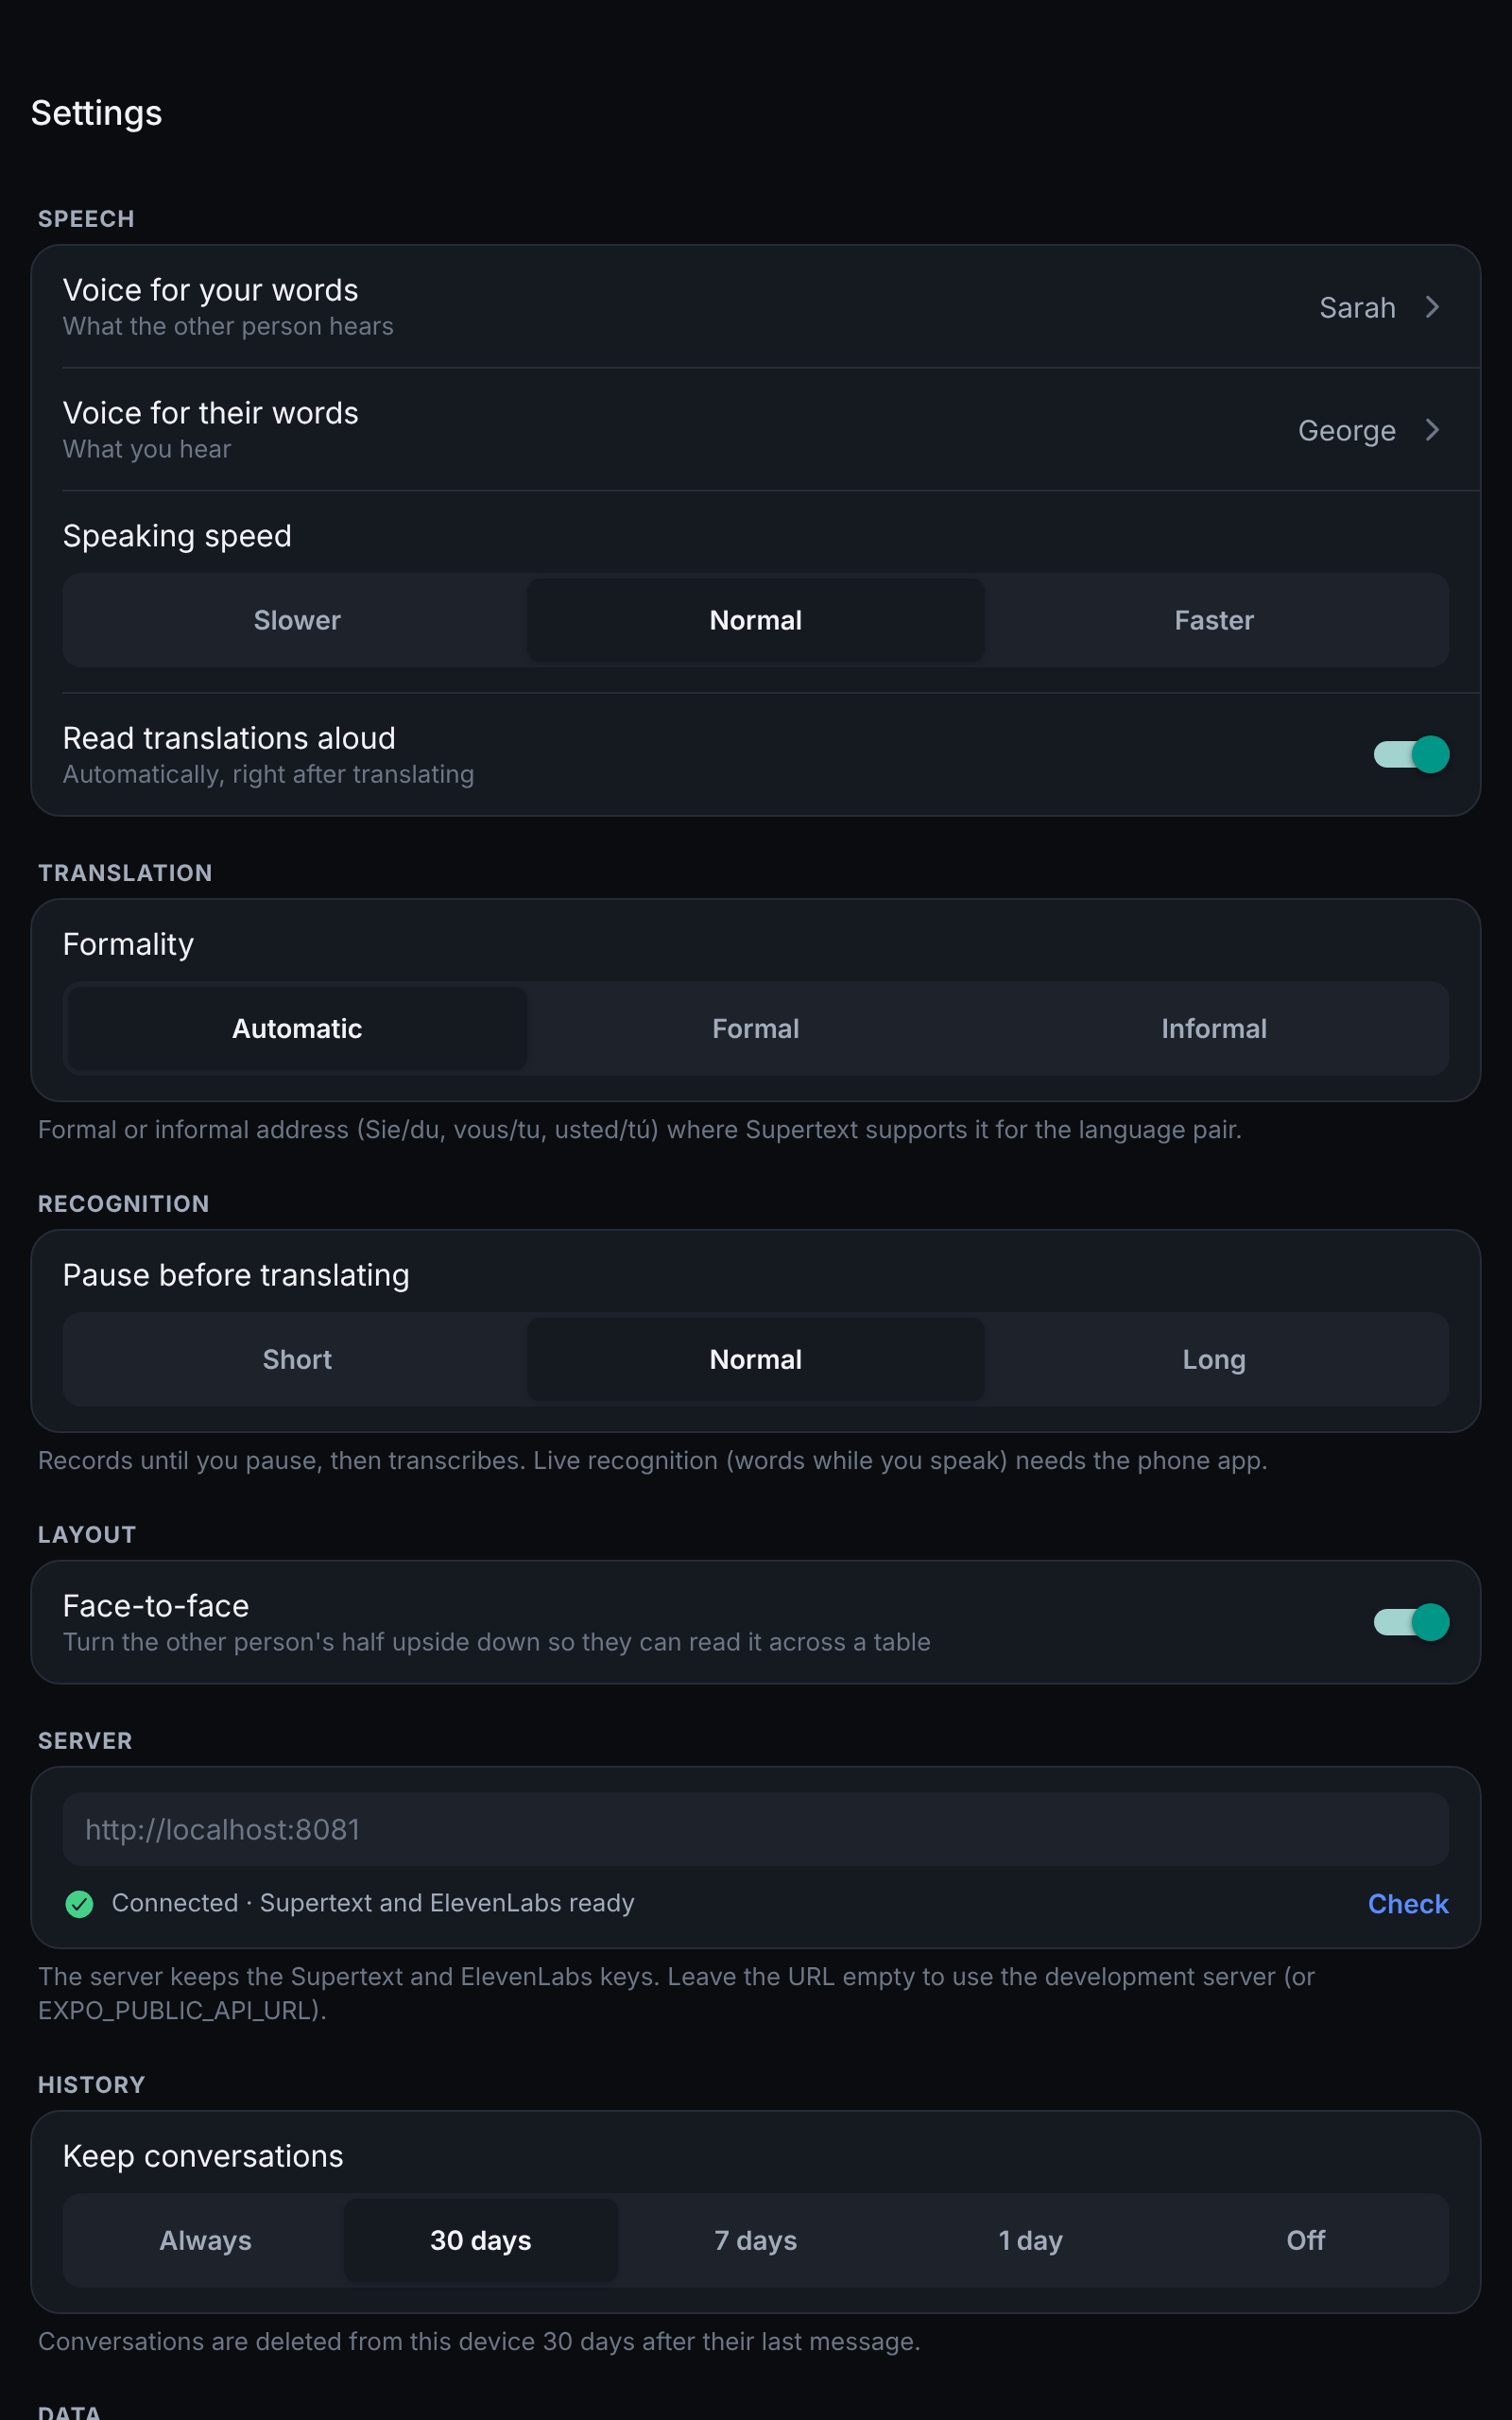 Settings
SPEECH
Voice for your words
What the other person hears
Sarah
Voice for their words
What you hear
George
Speaking speed
Slower
Normal
Faster
Read translations aloud
Automatically, right after translating
TRANSLATION
Formality
Automatic
Formal
Informal
Formal or informal address (Sie/du, vous/tu, usted/tú) where Supertext supports it for the language pair.
RECOGNITION
Pause before translating
Short
Normal
Long
Records until you pause, then transcribes. Live recognition (words while you speak) needs the phone app.
LAYOUT
Face-to-face
Turn the other person's half upside down so they can read it across a table
SERVER
http://localhost:8081
Connected · Supertext and ElevenLabs ready
Check
The server keeps the Supertext and ElevenLabs keys. Leave the URL empty to use the development server (or
EXPO_PUBLIC_API_URL).
HISTORY
Keep conversations
Always
30 days
7 days
1 day
Off
Conversations are deleted from this device 30 days after their last message.
DATA